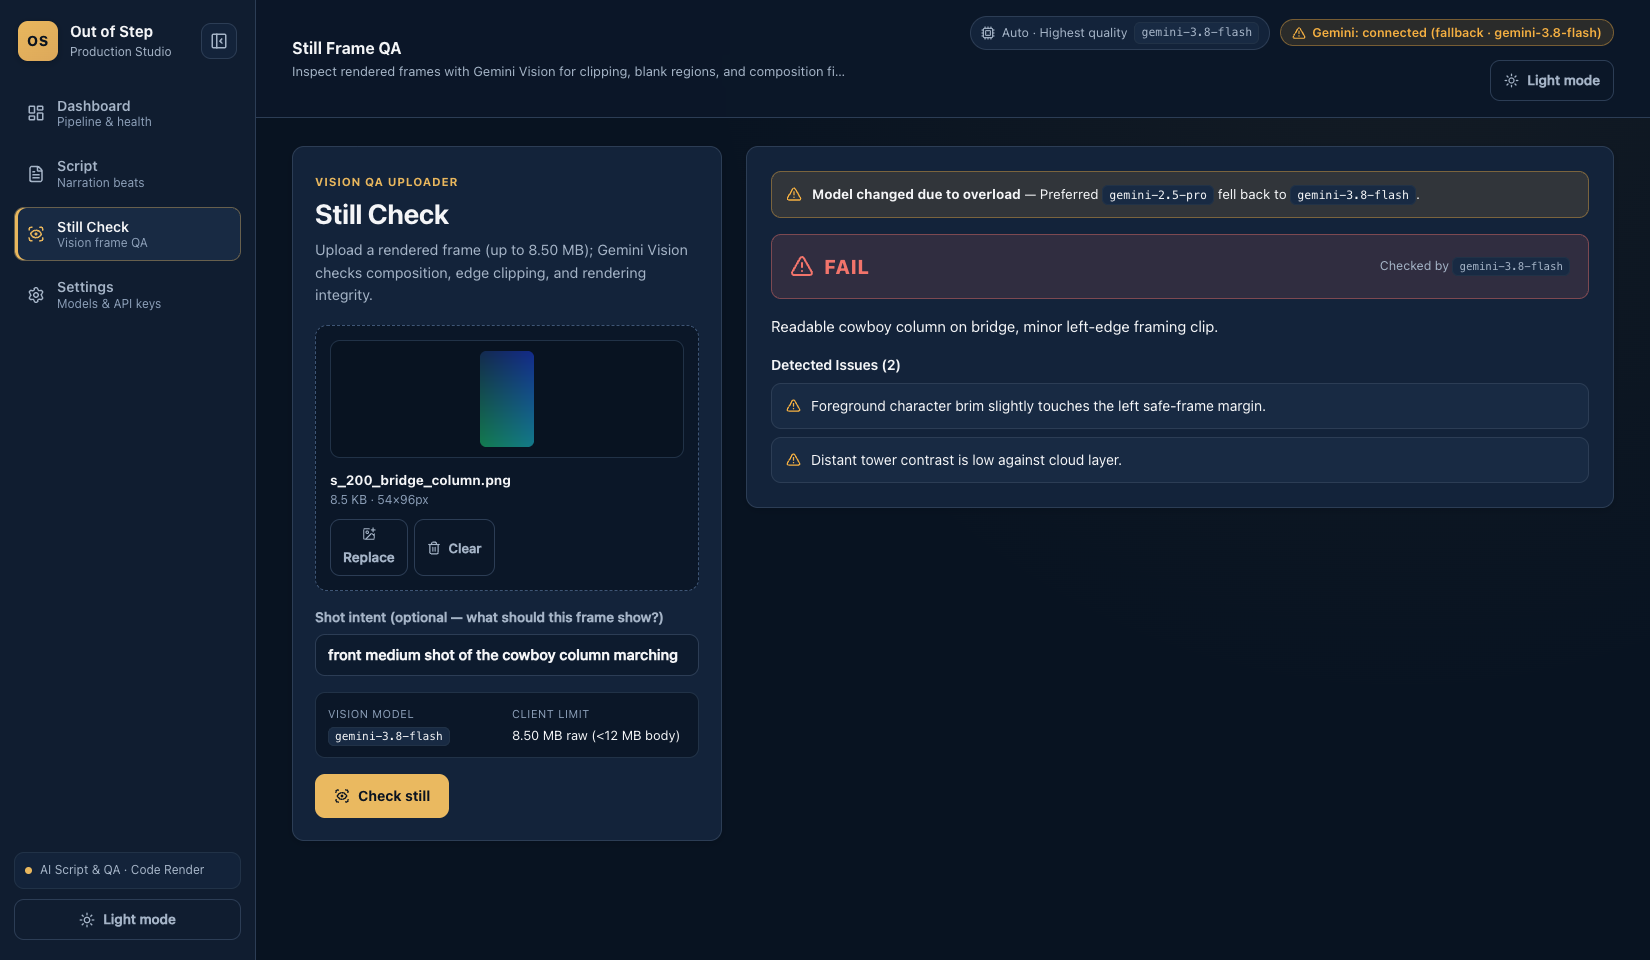 OS
Out of Step
Production Studio
Dashboard
Pipeline & health
Script
Narration beats
Still Check
Vision frame QA
Settings
Models & API keys
AI Script & QA · Code Render
Light mode
Still Frame QA
Inspect rendered frames with Gemini Vision for clipping, blank regions, and composition fi...
Auto · Highest quality gemini-3.8-flash
Gemini: connected (fallback · gemini-3.8-flash)
Light mode
VISION QA UPLOADER
Still Check
Upload a rendered frame (up to 8.50 MB); Gemini Vision
checks composition, edge clipping, and rendering
integrity.
s_200_bridge_column.png
8.5 KB · 54×96px
Replace
Clear
Shot intent (optional — what should this frame show?)
front medium shot of the cowboy column marching
VISION MODEL
gemini-3.8-flash
CLIENT LIMIT
8.50 MB raw (<12 MB body)
Check still
Model changed due to overload — Preferred gemini-2.5-pro fell back to gemini-3.8-flash.
FAIL
Checked by gemini-3.8-flash
Readable cowboy column on bridge, minor left-edge framing clip.
Detected Issues (2)
Foreground character brim slightly touches the left safe-frame margin.
Distant tower contrast is low against cloud layer.